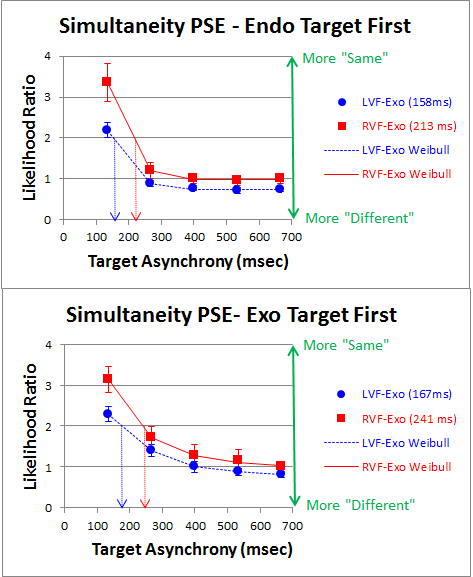 Simultaneity PSE - Endo Target First
More "Same"
4
3
2
1
0
Likelihood Ratio
0 100 200 300 400 500 600 700
Target Asynchrony (msec)
LVF-Exo (158ms)
RVF-Exo (213 ms)
LVF-Exo Weibull
RVF-Exo Weibull
More "Different"
Simultaneity PSE- Exo Target First
More "Same"
4
3
2
1
0
Likelihood Ratio
0 100 200 300 400 500 600 700
Target Asynchrony (msec)
LVF-Exo (167ms)
RVF-Exo (241 ms)
LVF-Exo Weibull
RVF-Exo Weibull
More "Different"